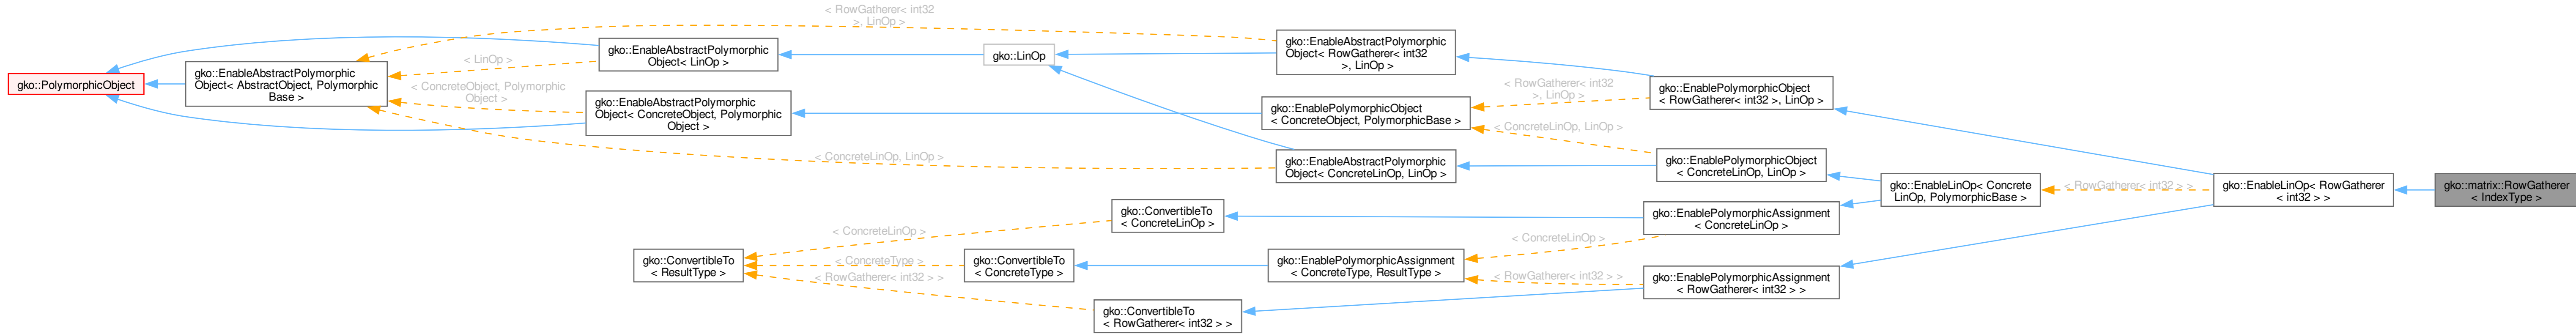 gko::PolymorphicObject
gko::EnableAbstractPolymorphic
Object< AbstractObject, Polymorphic
Base >
< RowGatherer< int32
>, LinOp >
< LinOp >
< ConcreteObject, Polymorphic
Object >
< ConcreteLinOp, LinOp >
gko::EnableAbstractPolymorphic
Object< LinOp >
gko::EnableAbstractPolymorphic
Object< ConcreteObject, Polymorphic
Object >
gko::ConvertibleTo
< ResultType >
< ConcreteLinOp >
< ConcreteType >
< RowGatherer< int32 > >
gko::LinOp
gko::ConvertibleTo
< ConcreteType >
gko::ConvertibleTo
< ConcreteLinOp >
gko::ConvertibleTo
< RowGatherer< int32 > >
gko::EnableAbstractPolymorphic
Object< RowGatherer< int32
>, LinOp >
gko::EnablePolymorphicObject
< ConcreteObject, PolymorphicBase >
gko::EnableAbstractPolymorphic
Object< ConcreteLinOp, LinOp >
gko::EnablePolymorphicAssignment
< ConcreteType, ResultType >
< RowGatherer< int32
>, LinOp >
< ConcreteLinOp, LinOp >
< ConcreteLinOp >
< RowGatherer< int32 > >
gko::EnablePolymorphicObject
< RowGatherer< int32 >, LinOp >
gko::EnablePolymorphicObject
< ConcreteLinOp, LinOp >
gko::EnablePolymorphicAssignment
< ConcreteLinOp >
gko::EnablePolymorphicAssignment
< RowGatherer< int32 > >
gko::EnableLinOp< Concrete
LinOp, PolymorphicBase >
< RowGatherer< int32 > >
gko::EnableLinOp< RowGatherer
< int32 > >
gko::matrix::RowGatherer
< IndexType >